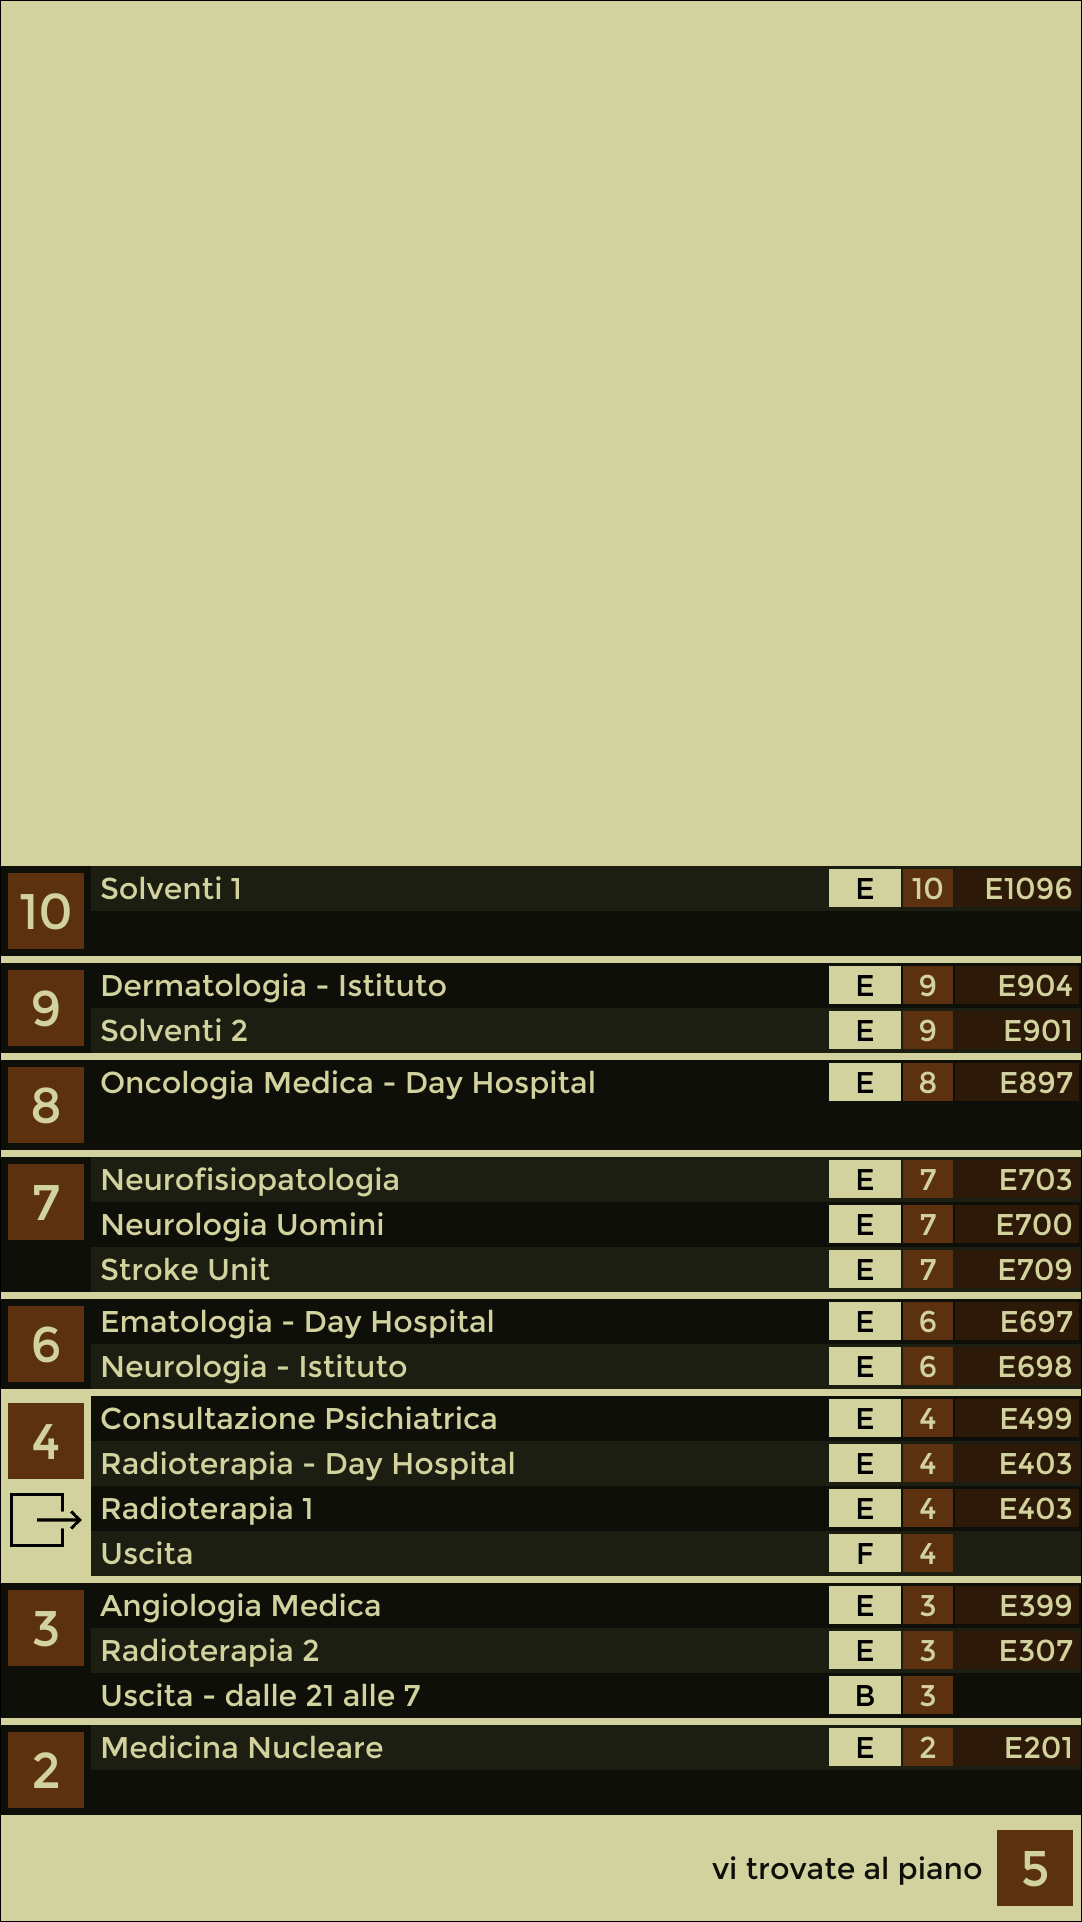 10 Solventi 1 E 10 E1096
9 Dermatologia - Istituto E 9 E904
Solventi 2 E 9 E901
8 Oncologia Medica - Day Hospital E 8 E897
7 Neurofisiopatologia E 7 E703
Neurologia Uomini E 7 E700
Stroke Unit E 7 E709
6 Ematologia - Day Hospital E 6 E697
Neurologia - Istituto E 6 E698
4 Consultazione Psichiatrica E 4 E499
Radioterapia - Day Hospital E 4 E403
Radioterapia 1 E 4 E403
Uscita F 4
3 Angiologia Medica E 3 E399
Radioterapia 2 E 3 E307
Uscita - dalle 21 alle 7 B 3
2 Medicina Nucleare E 2 E201
vi trovate al piano 5